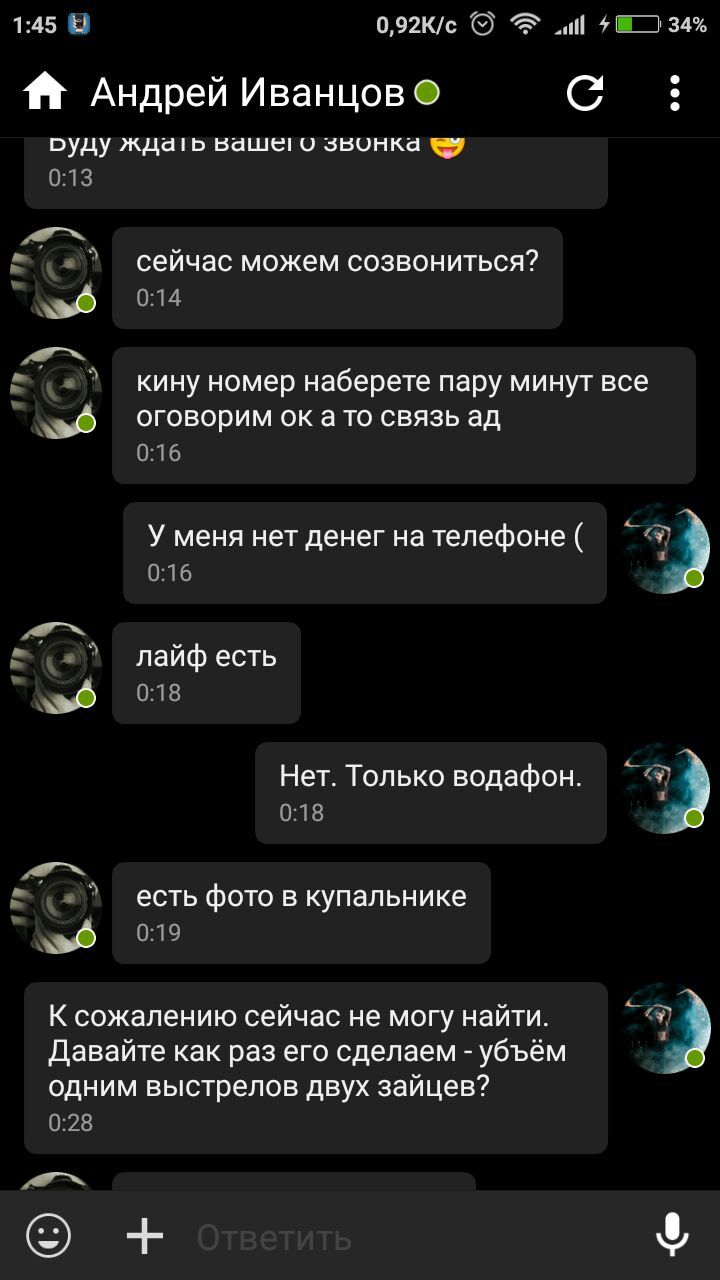 1:45
0,92К/с
34%
Андрей Иванцов
Буду ждать вашего звонка
0:13
сейчас можем созвониться?
0:14
кину номер наберете пару минут все
оговорим ок а то связь ад
0:16
У меня нет денег на телефоне (
0:16
лайф есть
0:18
Нет. Только водафон.
0:18
есть фото в купальнике
0:19
К сожалению сейчас не могу найти.
Давайте как раз его сделаем - убъём
одним выстрелов двух зайцев?
0:28
Ответить